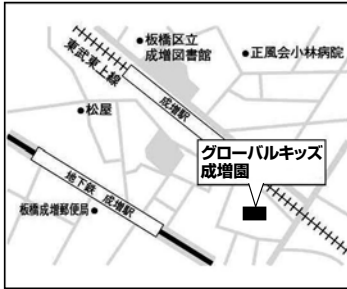 板橋区立
成増図書館
正風会小林病院
東武東上線
成増駅
松屋
グローバルキッズ
成増園
地下鉄 成増駅
板橋成増郵便局